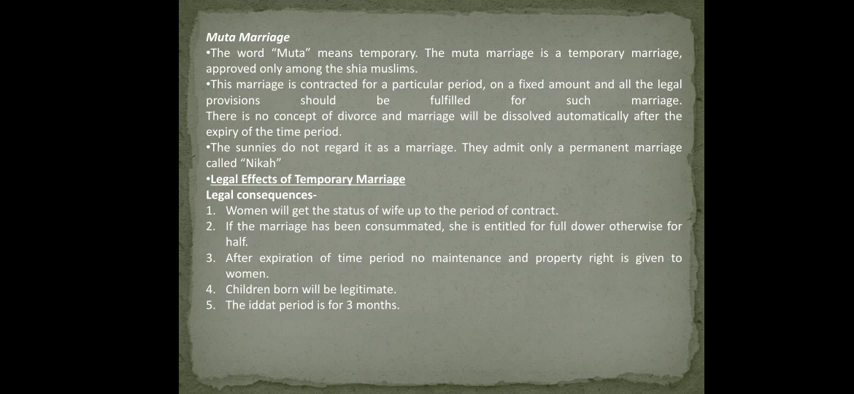 Muta Marriage
•The word “Muta” means temporary. The muta marriage is a temporary marriage,
approved only among the shia muslims.
•This marriage is contracted for a particular period, on a fixed amount and all the legal
provisions should be fulfilled for such marriage.
There is no concept of divorce and marriage will be dissolved automatically after the
expiry of the time period.
•The sunnies do not regard it as a marriage. They admit only a permanent marriage
called “Nikah”
•Legal Effects of Temporary Marriage
Legal consequences-
1. Women will get the status of wife up to the period of contract.
2. If the marriage has been consummated, she is entitled for full dower otherwise for
half.
3. After expiration of time period no maintenance and property right is given to
women.
4. Children born will be legitimate.
5. The iddat period is for 3 months.